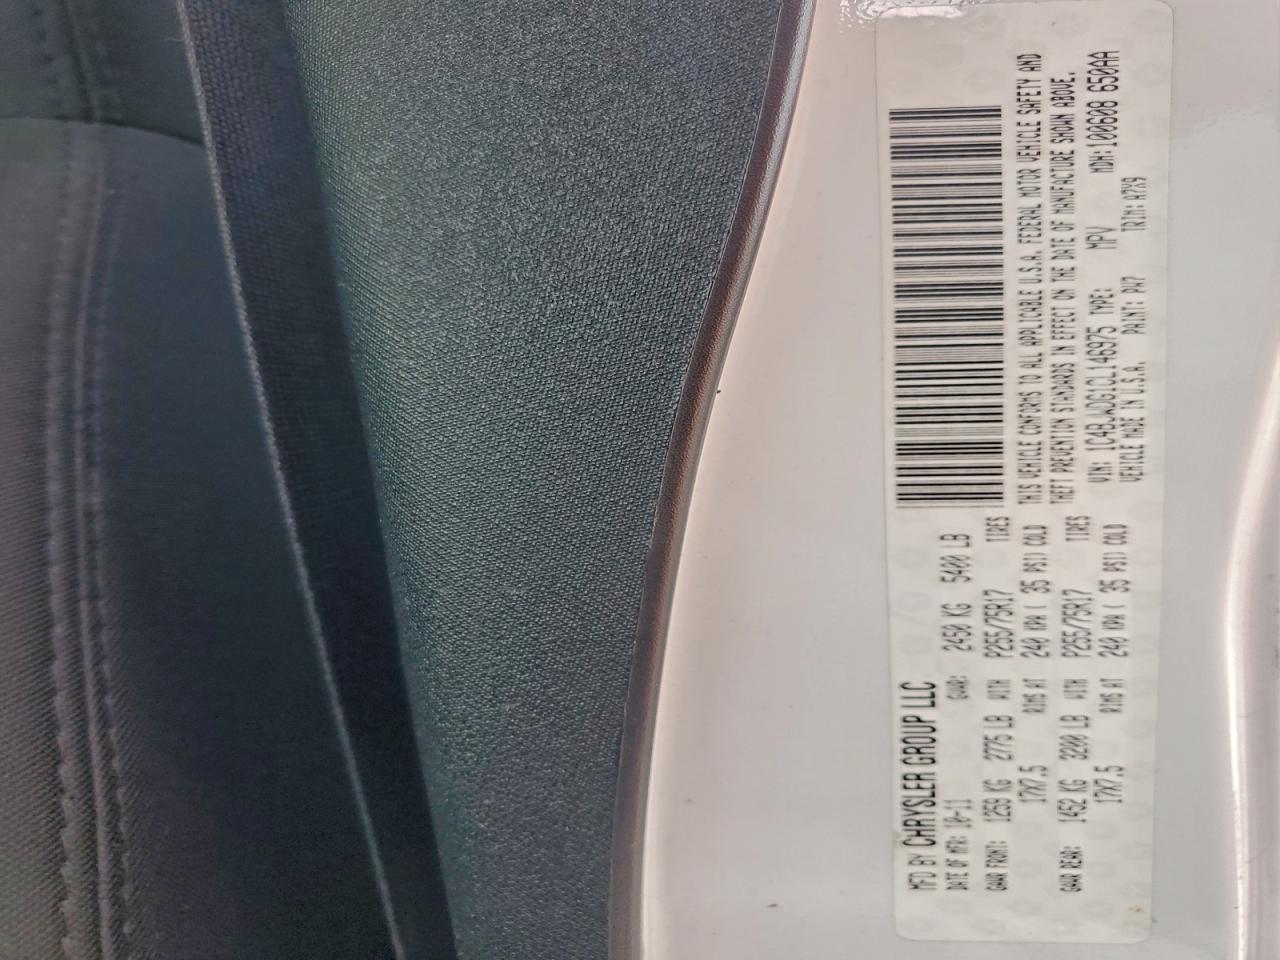 MFD BY CHRYSLER GROUP LLC
DATE OF MFR: 10-11 GVWR: 2450 KG 5400 LB
GAWR FRONT: 1259 KG 2775 LB WITH P255/75R17 TIRES
17X7.5 RIMS AT 240 KPA ( 35 PSI) COLD
GAWR REAR: 1452 KG 3200 LB WITH P255/75R17 TIRES
17X7.5 RIMS AT 240 KPA ( 35 PSI) COLD
THIS VEHICLE CONFORMS TO ALL APPLICABLE U.S.A. FEDERAL MOTOR VEHICLE SAFETY AND
THEFT PREVENTION STANDARDS IN EFFECT ON THE DATE OF MANUFACTURE SHOWN ABOVE.
VIN: 1C4BJWDG1CL146975 TYPE: MPV MDH:100608 650AA
VEHICLE MADE IN U.S.A. PAINT: PW7 TRIM: A7X9